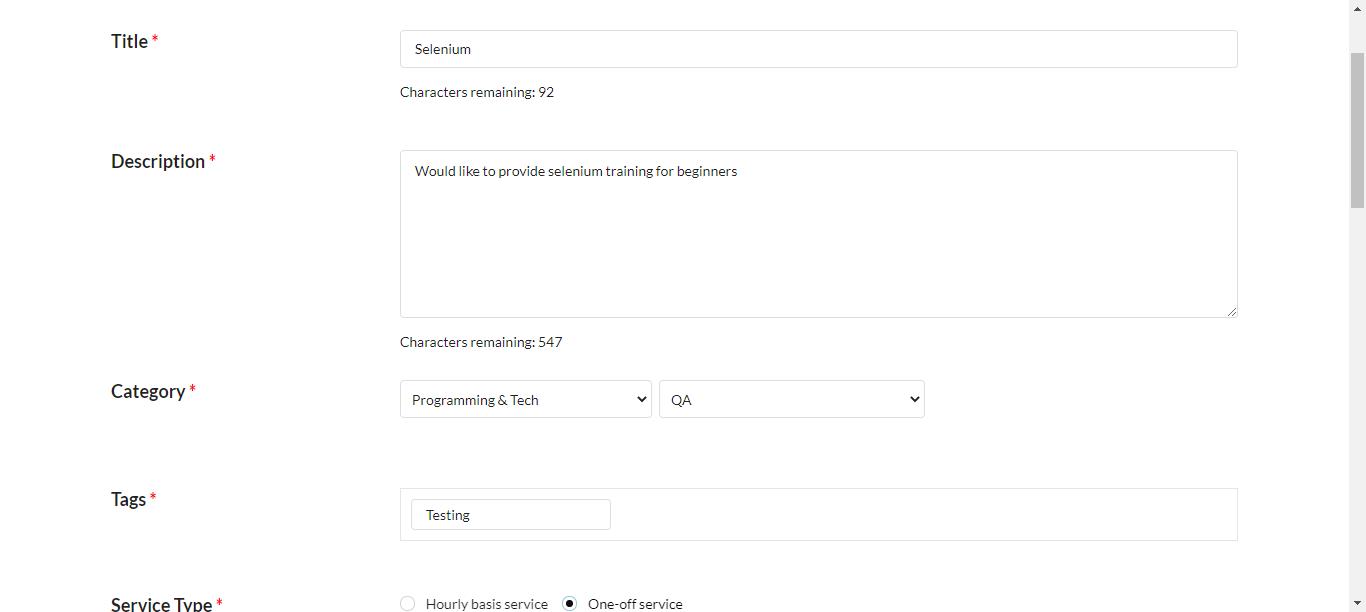 Title *
Selenium
Characters remaining: 92
Description *
Would like to provide selenium training for beginners
Characters remaining: 547
Category *
Programming & Tech
QA
Tags *
Testing
Service Type *
Hourly basis service
One-off service